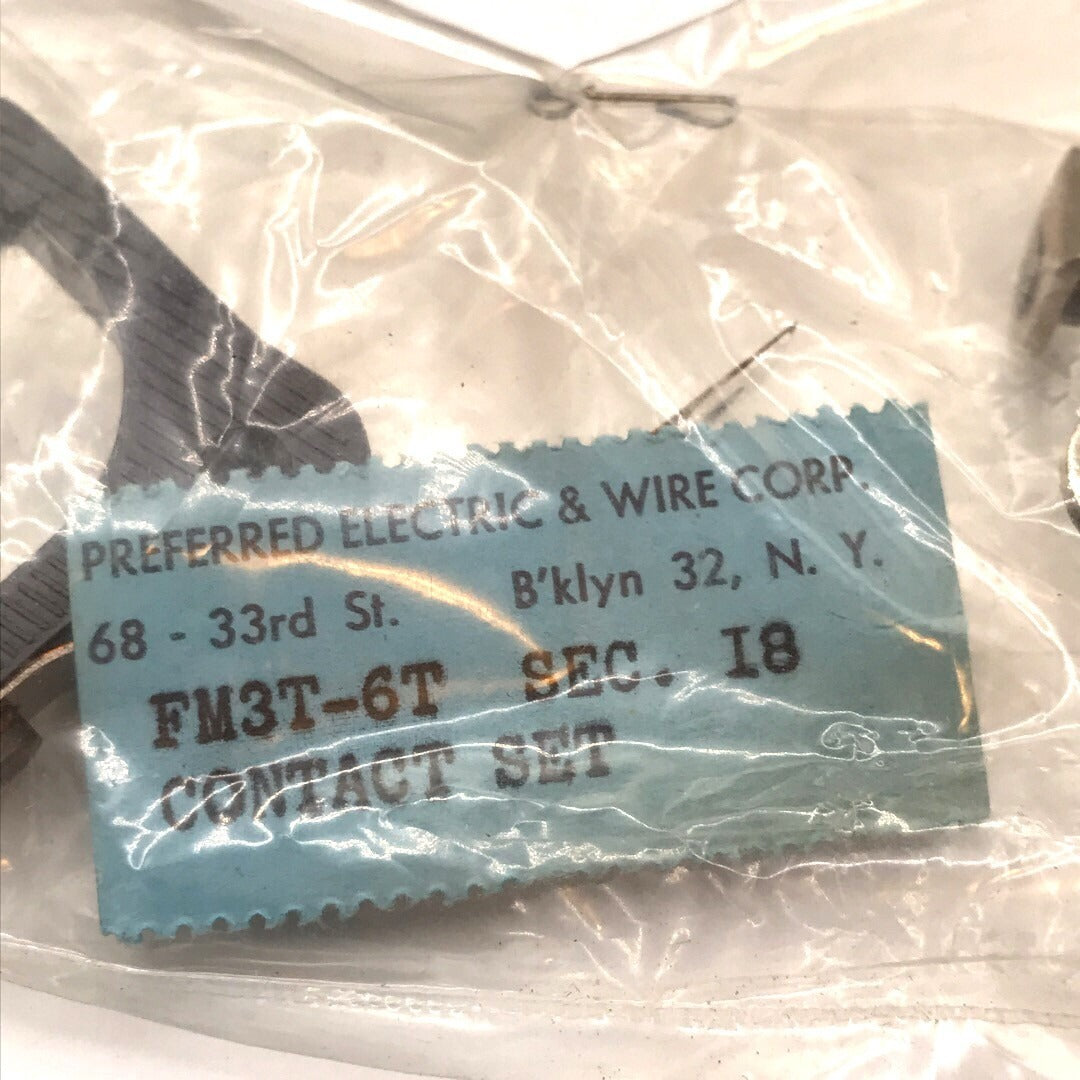 PREFERRED ELECTRIC & WIRE CORP.
68 - 33rd St. B'klyn 32, N. Y.
FM3T-6T SEC. I8
CONTACT SET